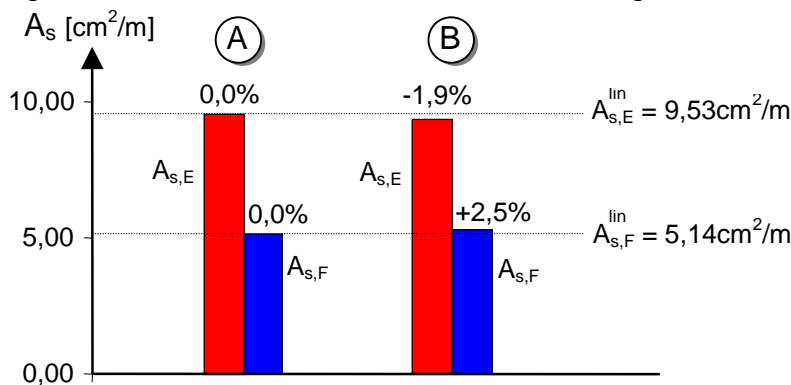 A_s [cm²/m]
A
B
10,00
0,0%
-1,9%
A_s,E^lin = 9,53cm²/m
A_s,E
A_s,E
0,0%
+2,5%
A_s,F^lin = 5,14cm²/m
5,00
A_s,F
A_s,F
0,00